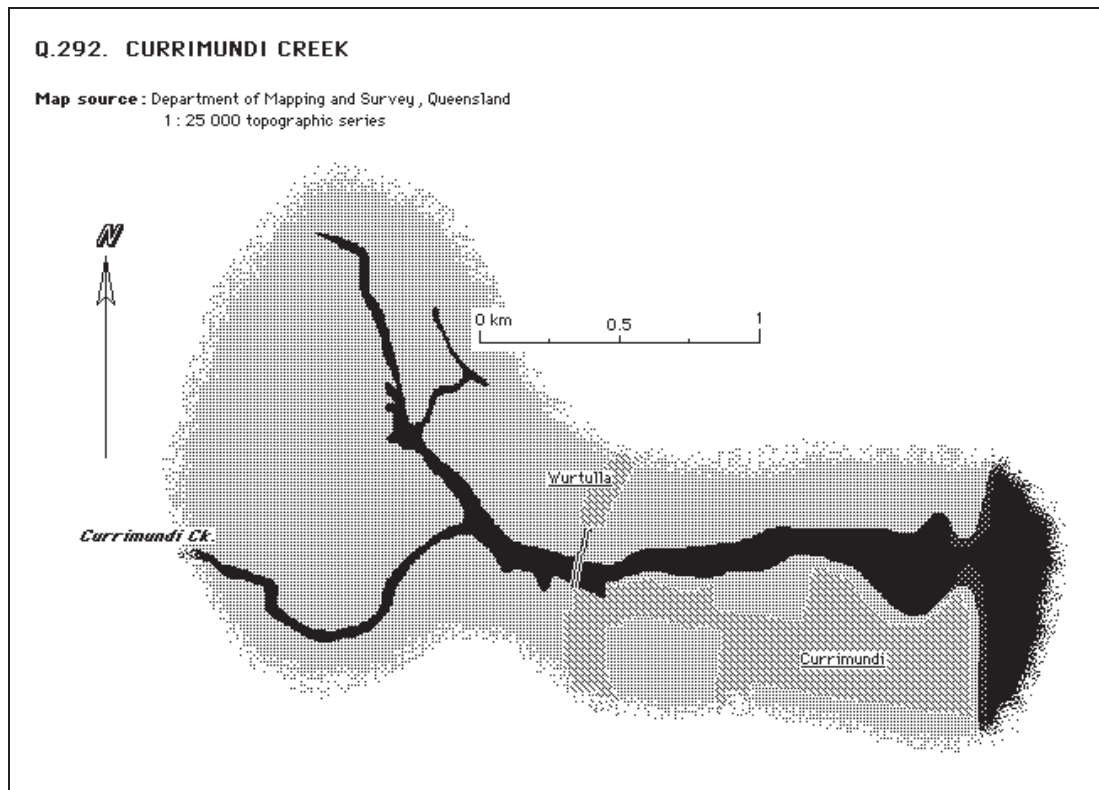 Q.292. CURRIMUNDI CREEK
Map source : Department of Mapping and Survey, Queensland
1 : 25 000 topographic series
N
0 km 0.5 1
Wurtulla
Currimundi Ck.
Currimundi